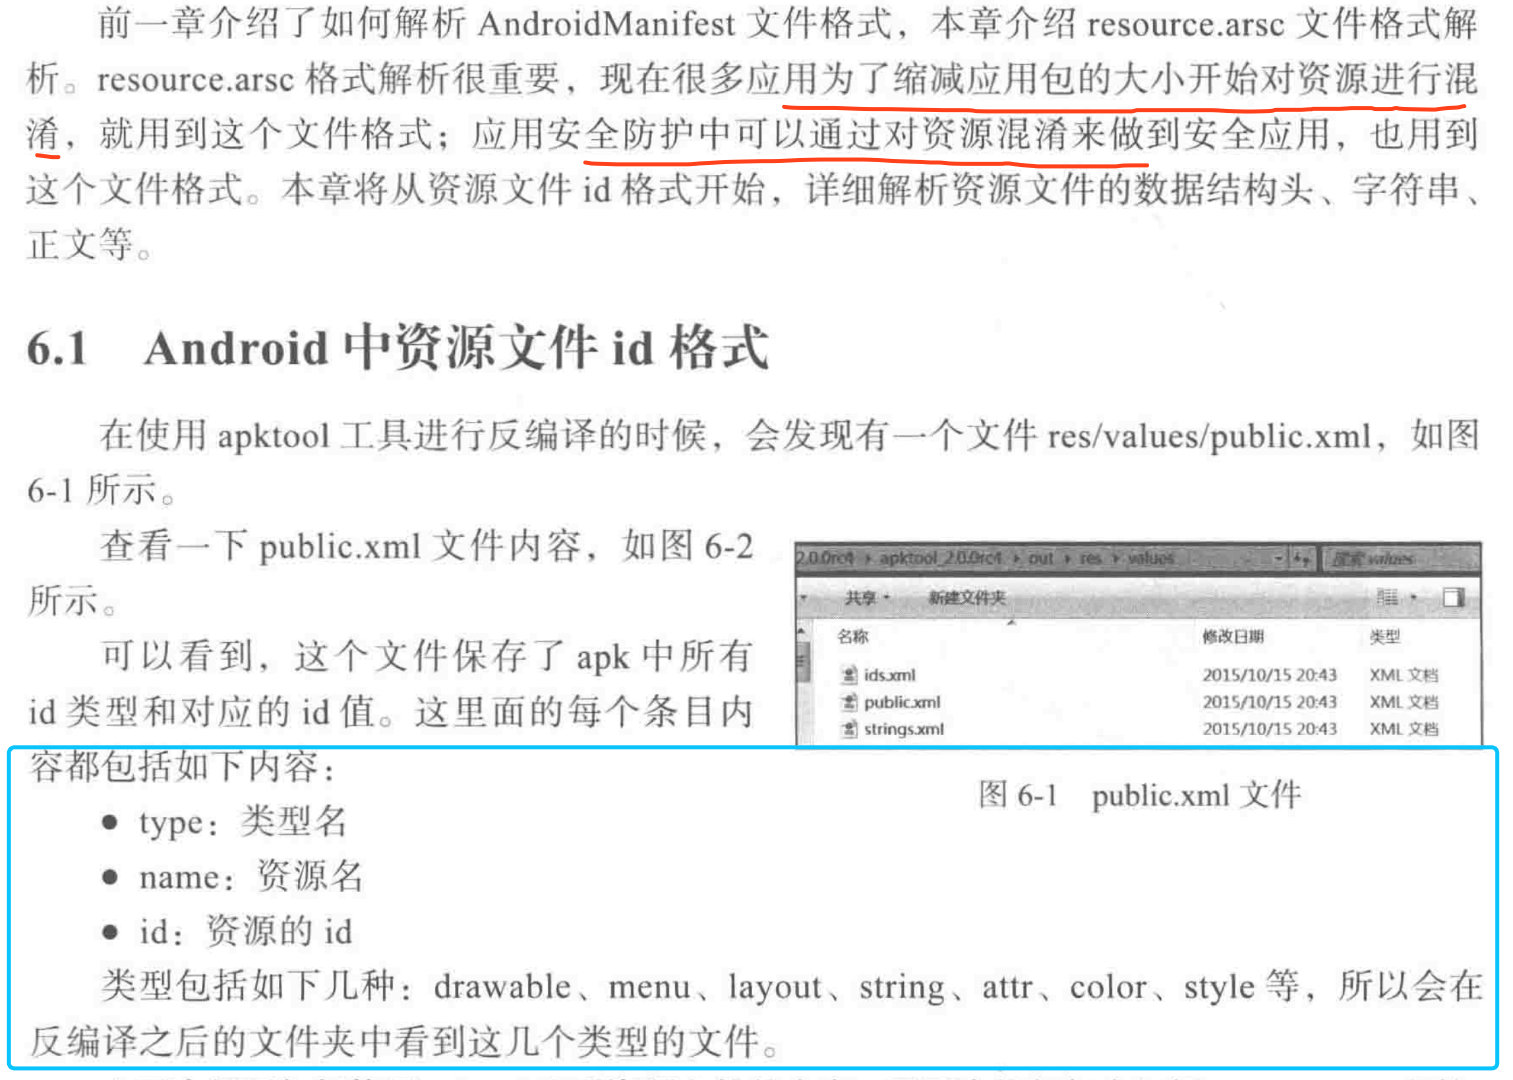 前一章介绍了如何解析 AndroidManifest 文件格式，本章介绍 resource.arsc 文件格式解
析。resource.arsc 格式解析很重要，现在很多应用为了缩减应用包的大小开始对资源进行混
淆，就用到这个文件格式；应用安全防护中可以通过对资源混淆来做到安全应用，也用到
这个文件格式。本章将从资源文件 id 格式开始，详细解析资源文件的数据结构头、字符串、
正文等。
6.1 Android 中资源文件 id 格式
在使用 apktool 工具进行反编译的时候，会发现有一个文件 res/values/public.xml，如图
6-1 所示。
查看一下 public.xml 文件内容，如图 6-2
所示。
可以看到，这个文件保存了 apk 中所有
id 类型和对应的 id 值。这里面的每个条目内
容都包括如下内容：
● type：类型名
● name：资源名
● id：资源的 id
2.0.0rc4 apktool_2.0.0rc4 out res values 搜索 values
共享 新建文件夹
名称 修改日期 类型
ids.xml 2015/10/15 20:43 XML 文档
public.xml 2015/10/15 20:43 XML 文档
strings.xml 2015/10/15 20:43 XML 文档
图 6-1 public.xml 文件
类型包括如下几种：drawable、menu、layout、string、attr、color、style 等，所以会在
反编译之后的文件夹中看到这几个类型的文件。